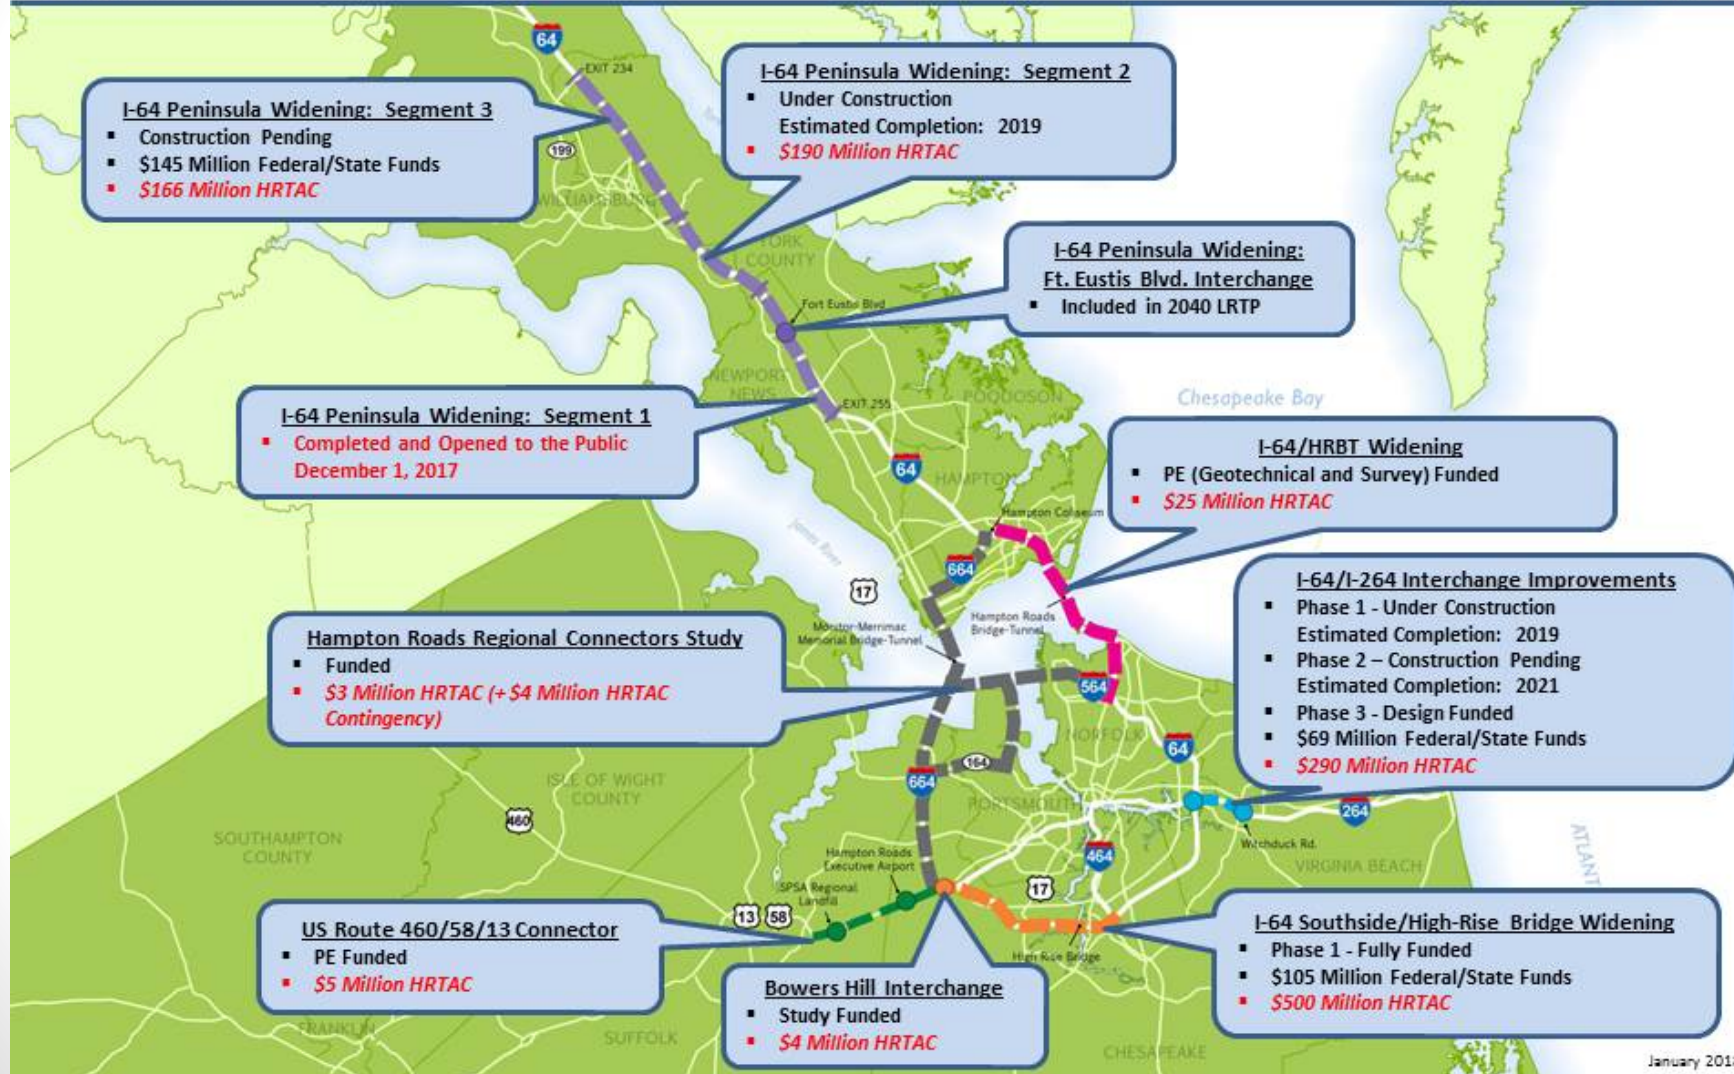 64
EXIT 234
I-64 Peninsula Widening: Segment 3
▪ Construction Pending
▪ $145 Million Federal/State Funds
▪ $166 Million HRTAC
I-64 Peninsula Widening: Segment 2
▪ Under Construction
Estimated Completion: 2019
▪ $190 Million HRTAC
199
WILLIAMSBURG
YORK
COUNTY
I-64 Peninsula Widening:
Ft. Eustis Blvd. Interchange
▪ Included in 2040 LRTP
Fort Eustis Blvd
NEWPORT
NEWS
POQUOSON
Chesapeake Bay
EXIT 255
I-64 Peninsula Widening: Segment 1
▪ Completed and Opened to the Public
December 1, 2017
64
HAMPTON
I-64/HRBT Widening
▪ PE (Geotechnical and Survey) Funded
▪ $25 Million HRTAC
Hampton Coliseum
James River
664
17
Monitor-Merrimac
Memorial Bridge-Tunnel
Hampton Roads
Bridge-Tunnel
I-64/I-264 Interchange Improvements
▪ Phase 1 - Under Construction
Estimated Completion: 2019
▪ Phase 2 – Construction Pending
Estimated Completion: 2021
▪ Phase 3 - Design Funded
▪ $69 Million Federal/State Funds
▪ $290 Million HRTAC
Hampton Roads Regional Connectors Study
▪ Funded
▪ $3 Million HRTAC (+ $4 Million HRTAC
Contingency)
564
NORFOLK
64
164
664
ISLE OF WIGHT
COUNTY
PORTSMOUTH
264
460
SOUTHAMPTON
COUNTY
Witchduck Rd.
464
VIRGINIA BEACH
ATLANT
Hampton Roads
Executive Airport
SPSA Regional
Landfill
17
13
58
US Route 460/58/13 Connector
▪ PE Funded
▪ $5 Million HRTAC
High Rise Bridge
I-64 Southside/High-Rise Bridge Widening
▪ Phase 1 - Fully Funded
▪ $105 Million Federal/State Funds
▪ $500 Million HRTAC
Bowers Hill Interchange
▪ Study Funded
▪ $4 Million HRTAC
FRANKLIN
SUFFOLK
CHESAPEAKE
January 201